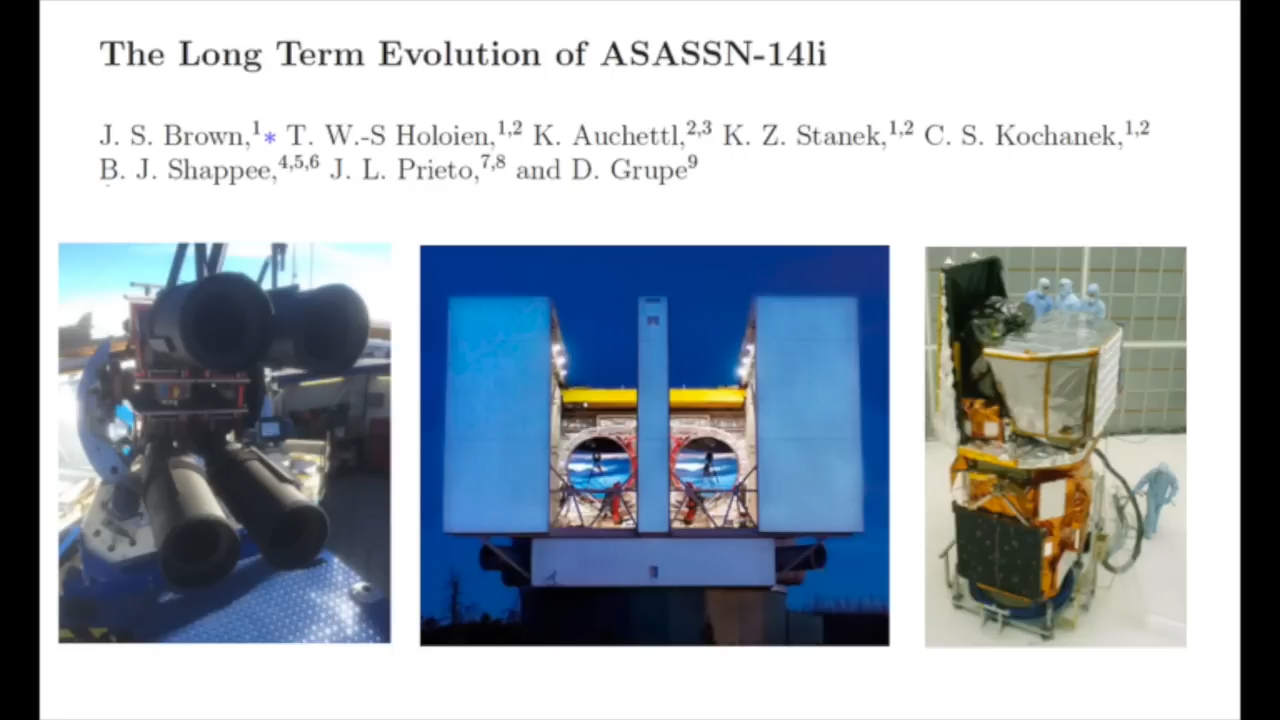 The Long Term Evolution of ASASSN-14li
J. S. Brown,¹* T. W.-S Holoien,¹,² K. Auchettl,²,³ K. Z. Stanek,¹,² C. S. Kochanek,¹,²
B. J. Shappee,⁴,⁵,⁶ J. L. Prieto,⁷,⁸ and D. Grupe⁹